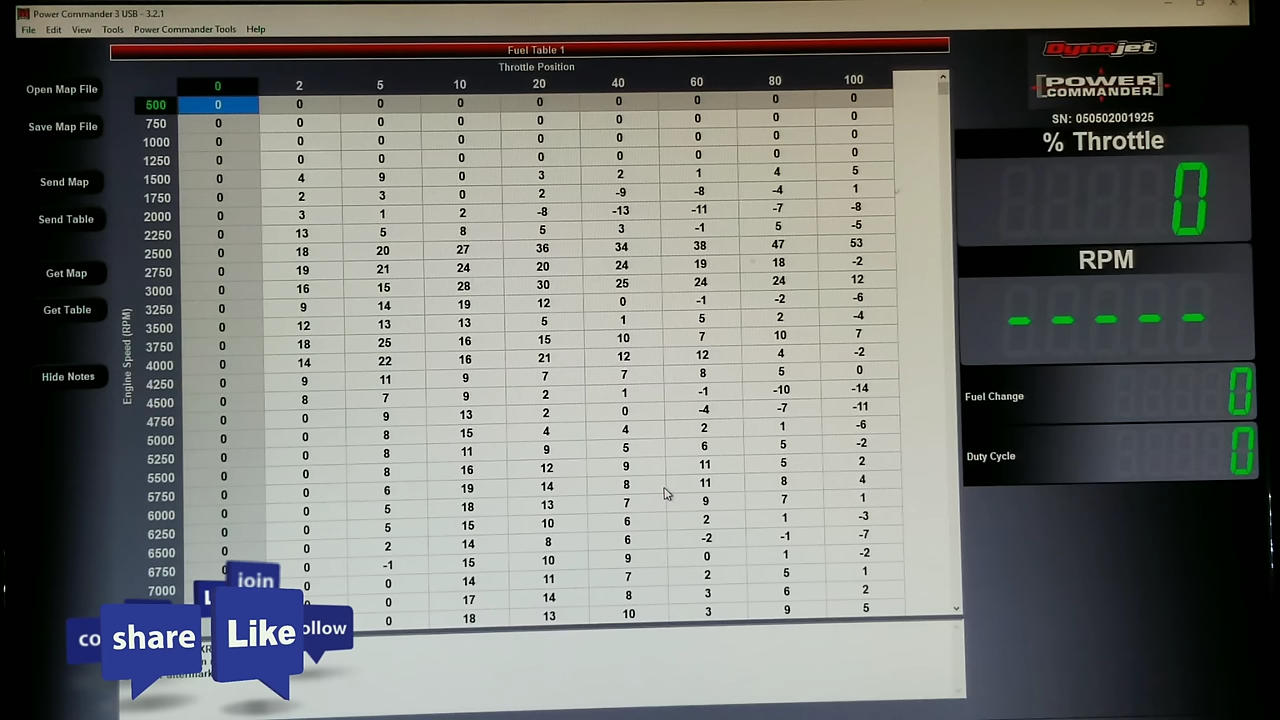 Power Commander 3 USB - 3.2.1
File Edit View Tools Power Commander Tools Help
Fuel Table 1
Throttle Position
0 2 5 10 20 40 60 80 100
500 0 0 0 0 0 0 0 0 0
750 0 0 0 0 0 0 0 0 0
1000 0 0 0 0 0 0 0 0 0
1250 0 0 0 0 0 0 0 0 0
1500 0 4 9 0 3 2 1 4 5
1750 0 2 3 0 2 -9 -8 -4 1
2000 0 3 1 2 -8 -13 -11 -7 -8
2250 0 13 5 8 5 3 -1 5 -5
2500 0 18 20 27 36 34 38 47 53
2750 0 19 21 24 20 24 19 18 -2
3000 0 16 15 28 30 25 24 24 12
3250 0 9 14 19 12 0 -1 -2 -6
3500 0 12 13 13 5 1 5 2 -4
3750 0 18 25 16 15 10 7 10 7
4000 0 14 22 16 21 12 12 4 -2
4250 0 9 11 9 7 7 8 5 0
4500 0 8 7 9 2 1 -1 -10 -14
4750 0 0 9 13 2 0 -4 -7 -11
5000 0 0 8 15 4 4 2 1 -6
5250 0 0 8 11 9 5 6 5 -2
5500 0 0 8 16 12 9 11 5 2
5750 0 0 6 19 14 8 11 8 4
6000 0 0 5 18 13 7 9 7 1
6250 0 0 5 15 10 6 2 1 -3
6500 0 0 2 14 8 6 -2 -1 -7
6750 0 0 -1 15 10 9 0 1 -2
7000 0 0 14 11 7 2 5 1
0 0 17 14 8 3 6 2
0 18 13 10 3 9 5
Engine Speed (RPM)
Open Map File
Save Map File
Send Map
Send Table
Get Map
Get Table
Hide Notes
Dynojet
POWER
COMMANDER
SN: 050502001925
% Throttle
0
RPM
- - - - -
Fuel Change 0
Duty Cycle 0
join
share
Like
ollow